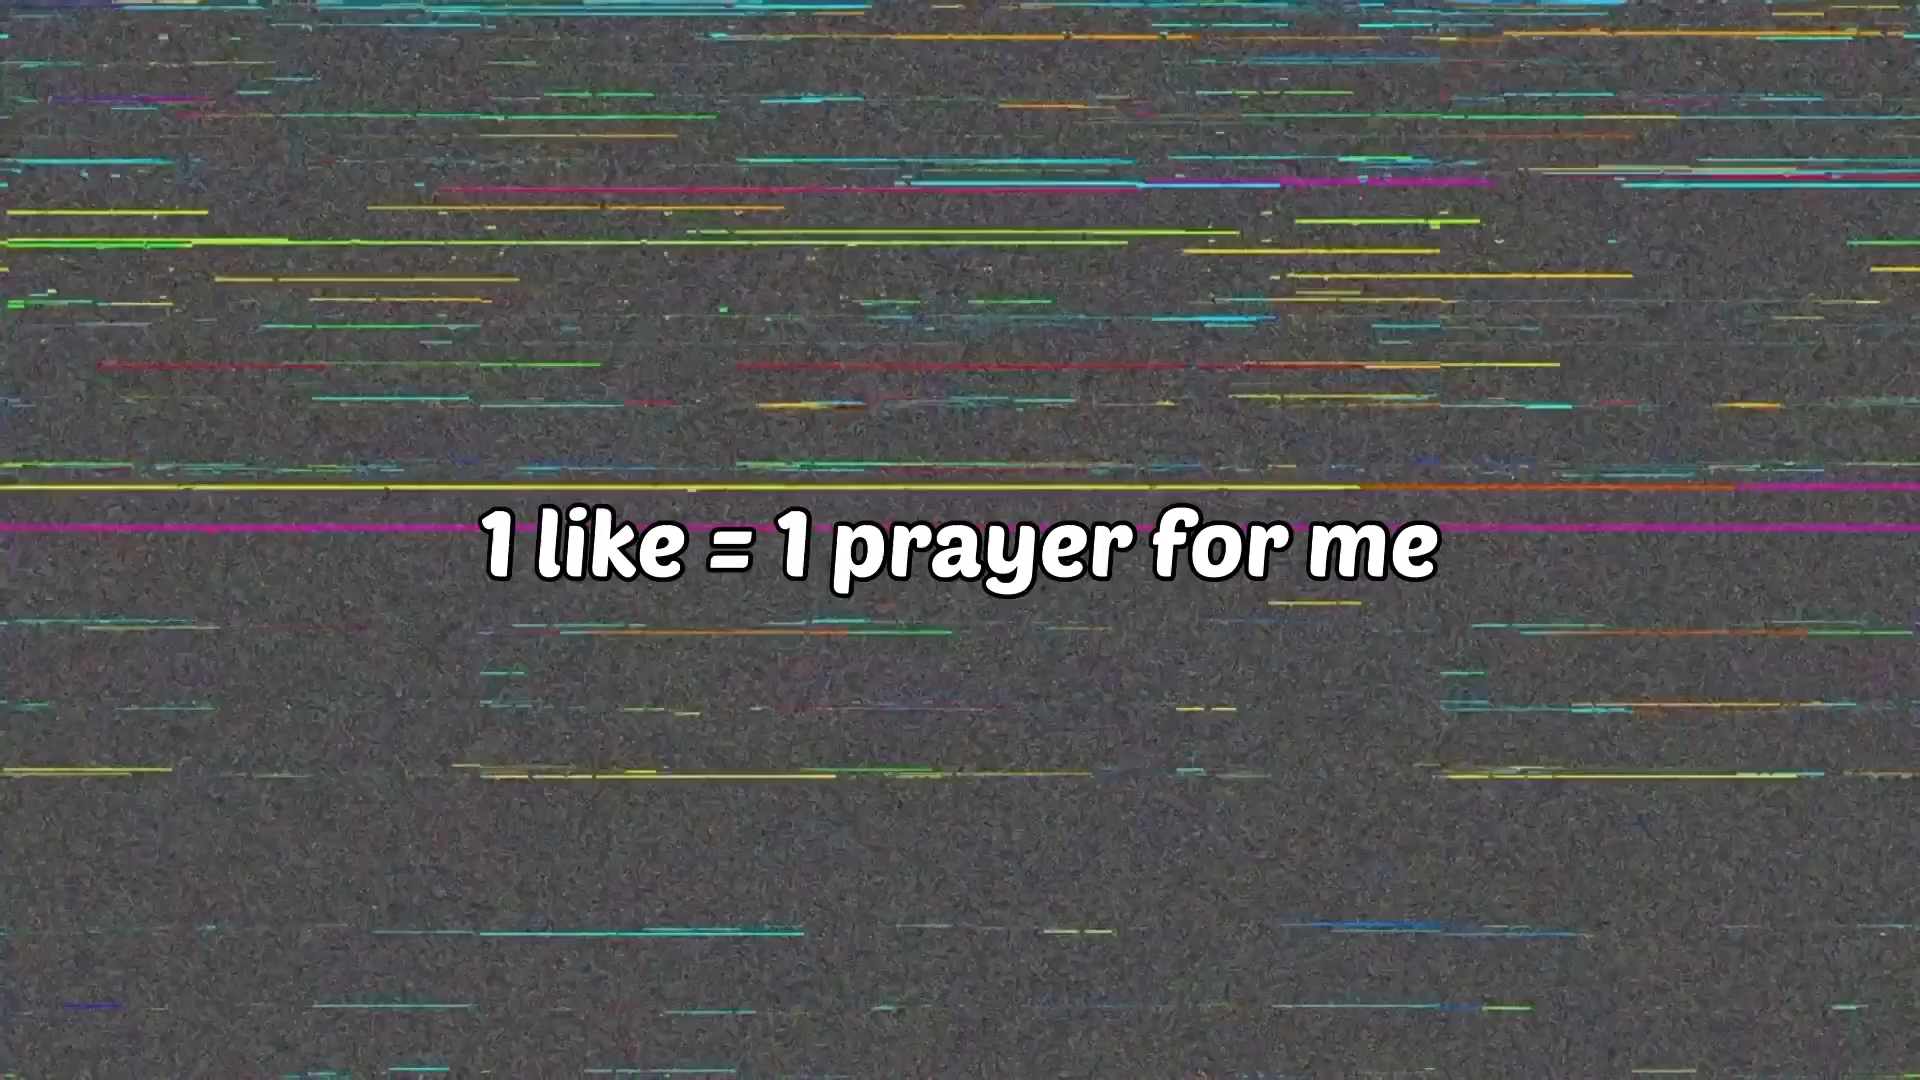 1 like = 1 prayer for me